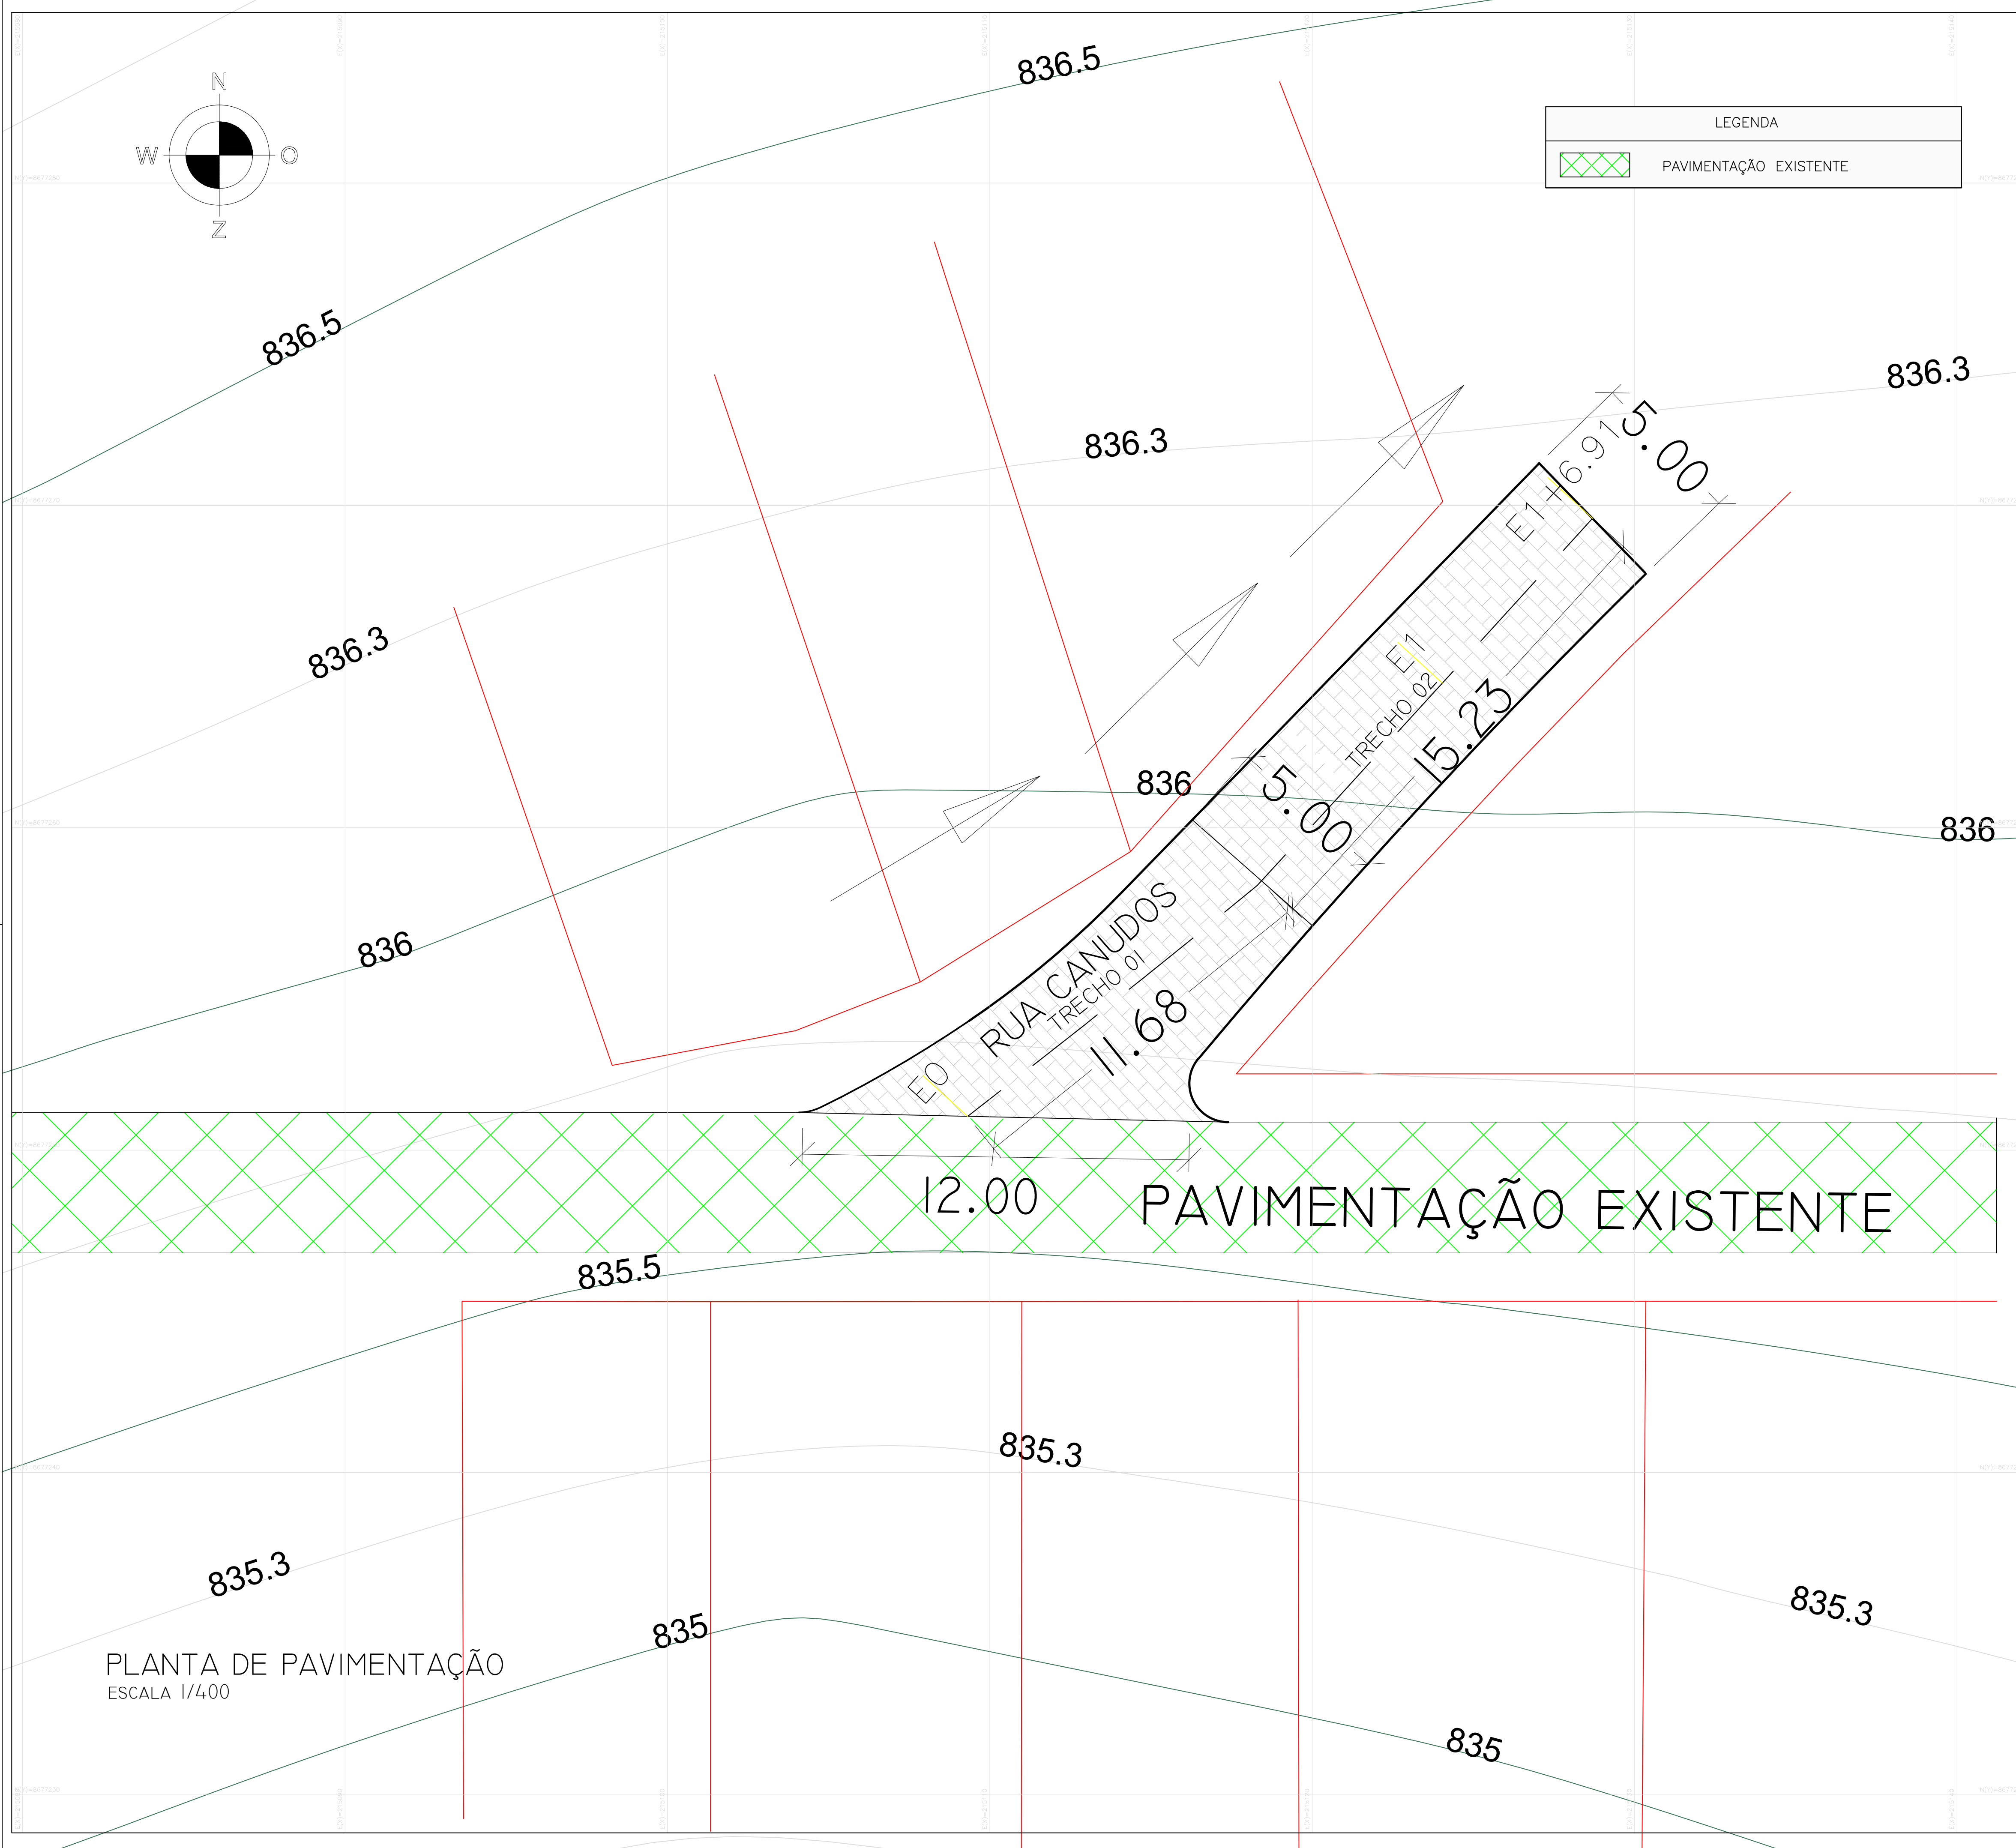 836.5
N
W
O
Z
LEGENDA
PAVIMENTAÇÃO EXISTENTE
836.5
836.3
836.3
836.3
5.00
E1 + 6.91
E1
TRECHO 02
15.23
836
5.00
836
836
RUA CANUDOS
TRECHO 01
11.68
E0
12.00
PAVIMENTAÇÃO EXISTENTE
835.5
835.3
835.3
835.3
835
835
PLANTA DE PAVIMENTAÇÃO
ESCALA 1/400